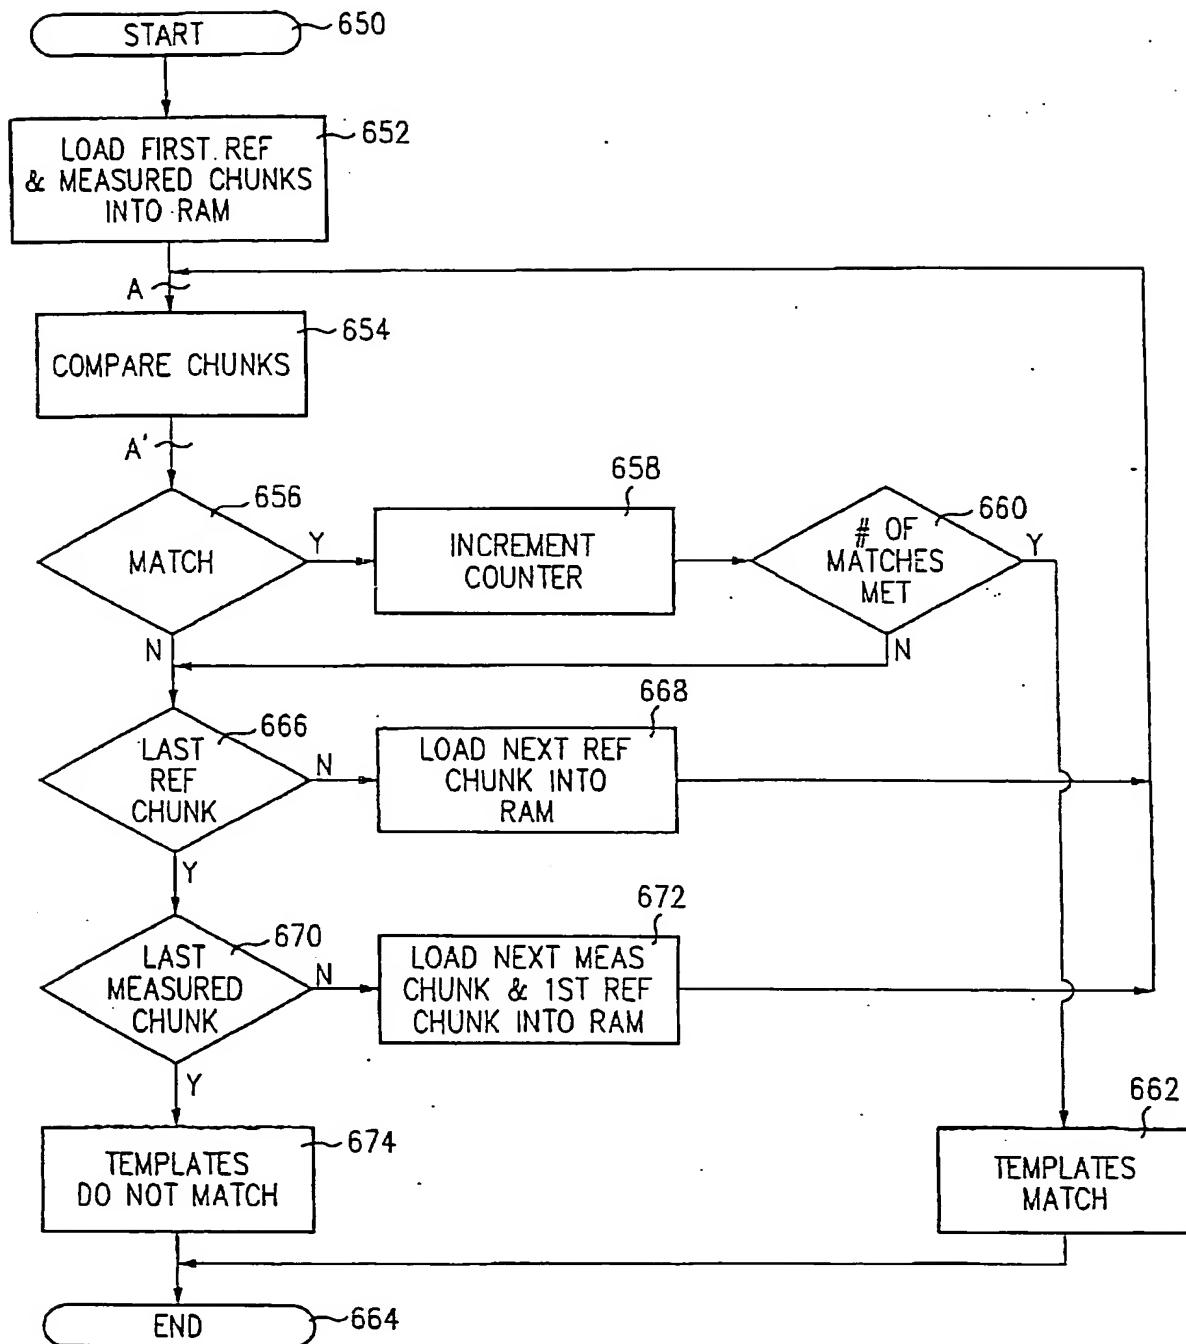 START
650
LOAD FIRST REF
& MEASURED CHUNKS
INTO RAM
652
A
COMPARE CHUNKS
654
A'
MATCH
656
Y
N
INCREMENT
COUNTER
658
# OF
MATCHES
MET
660
Y
N
LAST
REF
CHUNK
666
N
Y
LOAD NEXT REF
CHUNK INTO
RAM
668
LAST
MEASURED
CHUNK
670
N
Y
LOAD NEXT MEAS
CHUNK & 1ST REF
CHUNK INTO RAM
672
TEMPLATES
DO NOT MATCH
674
TEMPLATES
MATCH
662
END
664